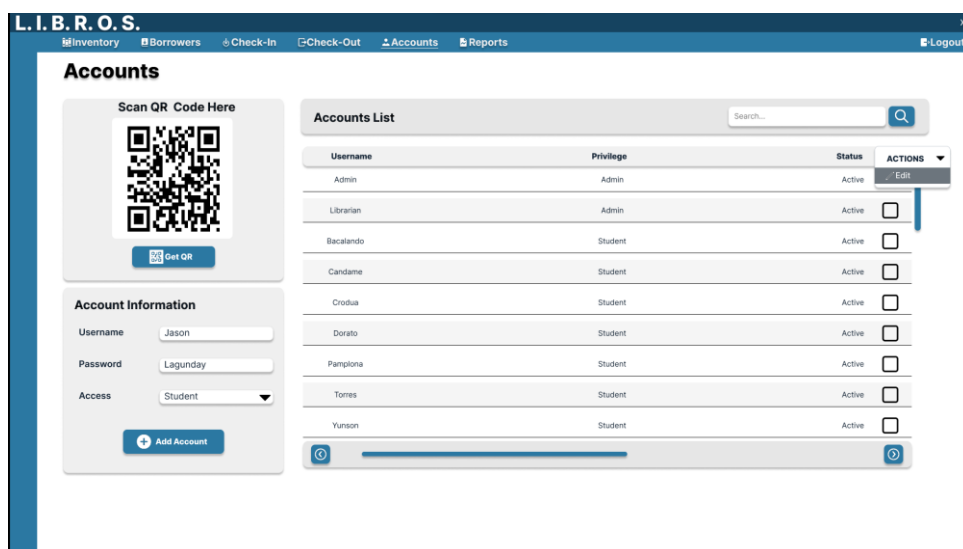 L. I. B. R. O. S.
Inventory Borrowers Check-In Check-Out Accounts Reports Logout
Accounts
Scan QR Code Here
Get QR
Account Information
Username Jason
Password Lagunday
Access Student
Add Account
Accounts List Search...
Username Privilege Status ACTIONS
Edit
Admin Admin Active
Librarian Admin Active
Bacalando Student Active
Candame Student Active
Crodua Student Active
Dorato Student Active
Pamplona Student Active
Torres Student Active
Yunson Student Active